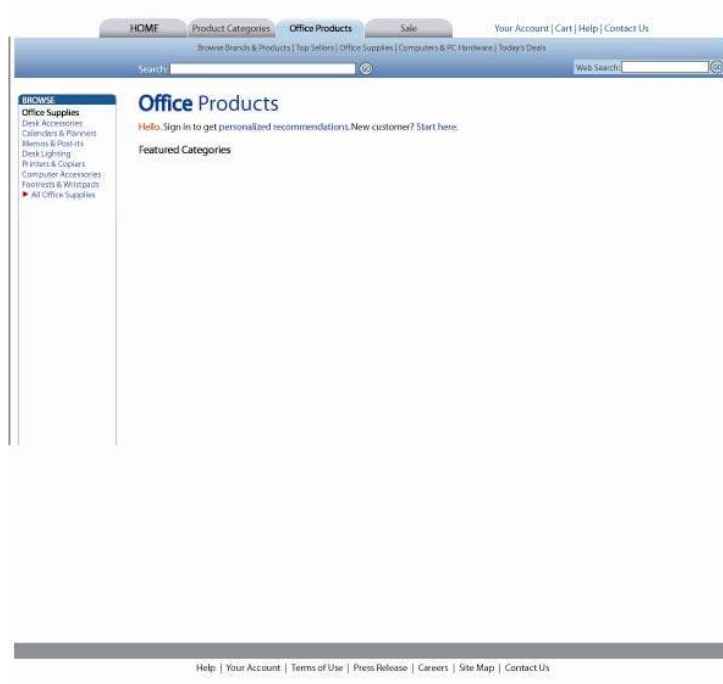 HOME Product Categories Office Products Sale Your Account | Cart | Help | Contact Us
Browse Brands & Products | Top Sellers | Office Supplies | Computers & PC Hardware | Today's Deals
Search: GO Web Search: GO
BROWSE
Office Supplies
Desk Accessories
Calendars & Planners
Memos & Post-its
Desk Lighting
Printers & Copiers
Computer Accessories
Footrests & Wristpads
All Office Supplies
Office Products
Hello. Sign in to get personalized recommendations. New customer? Start here.
Featured Categories
Help | Your Account | Terms of Use | Press Release | Careers | Site Map | Contact Us